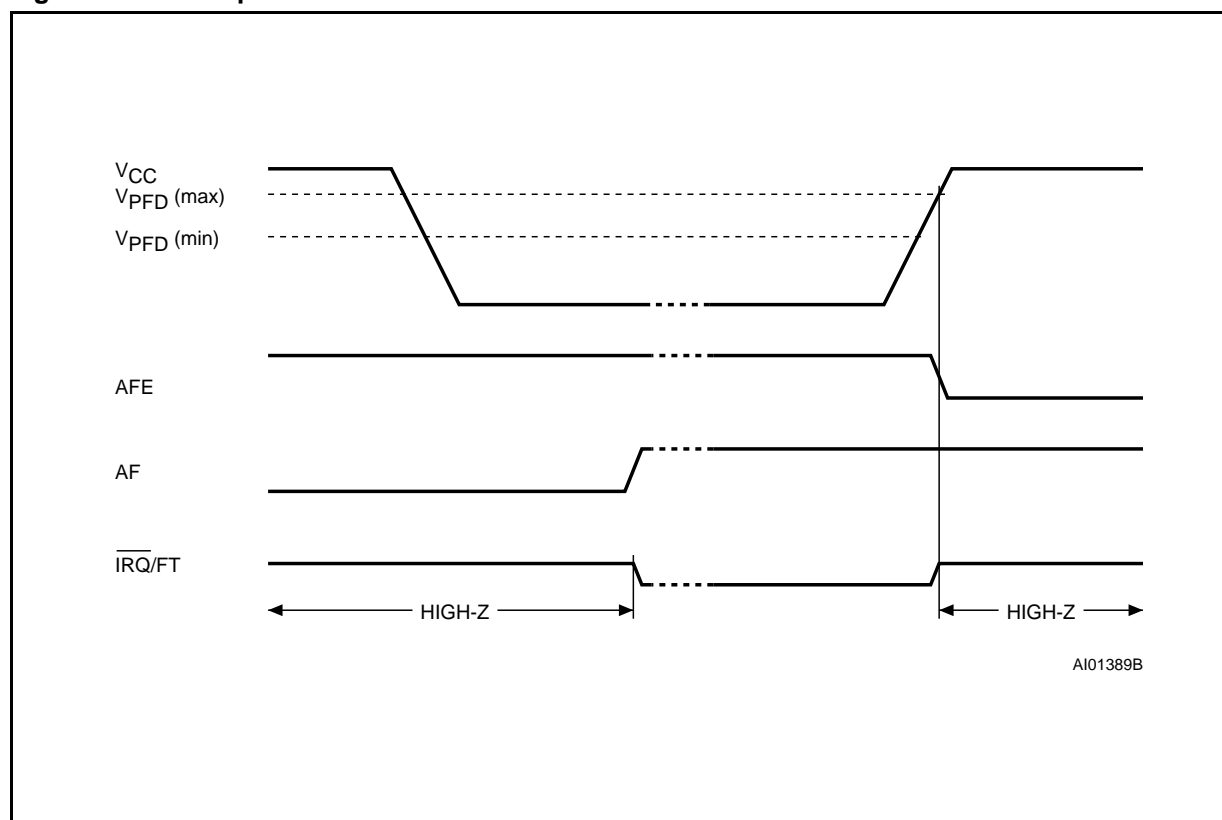 VCC
VPFD (max)
VPFD (min)
AFE
AF
IRQ/FT
HIGH-Z
HIGH-Z
AI01389B